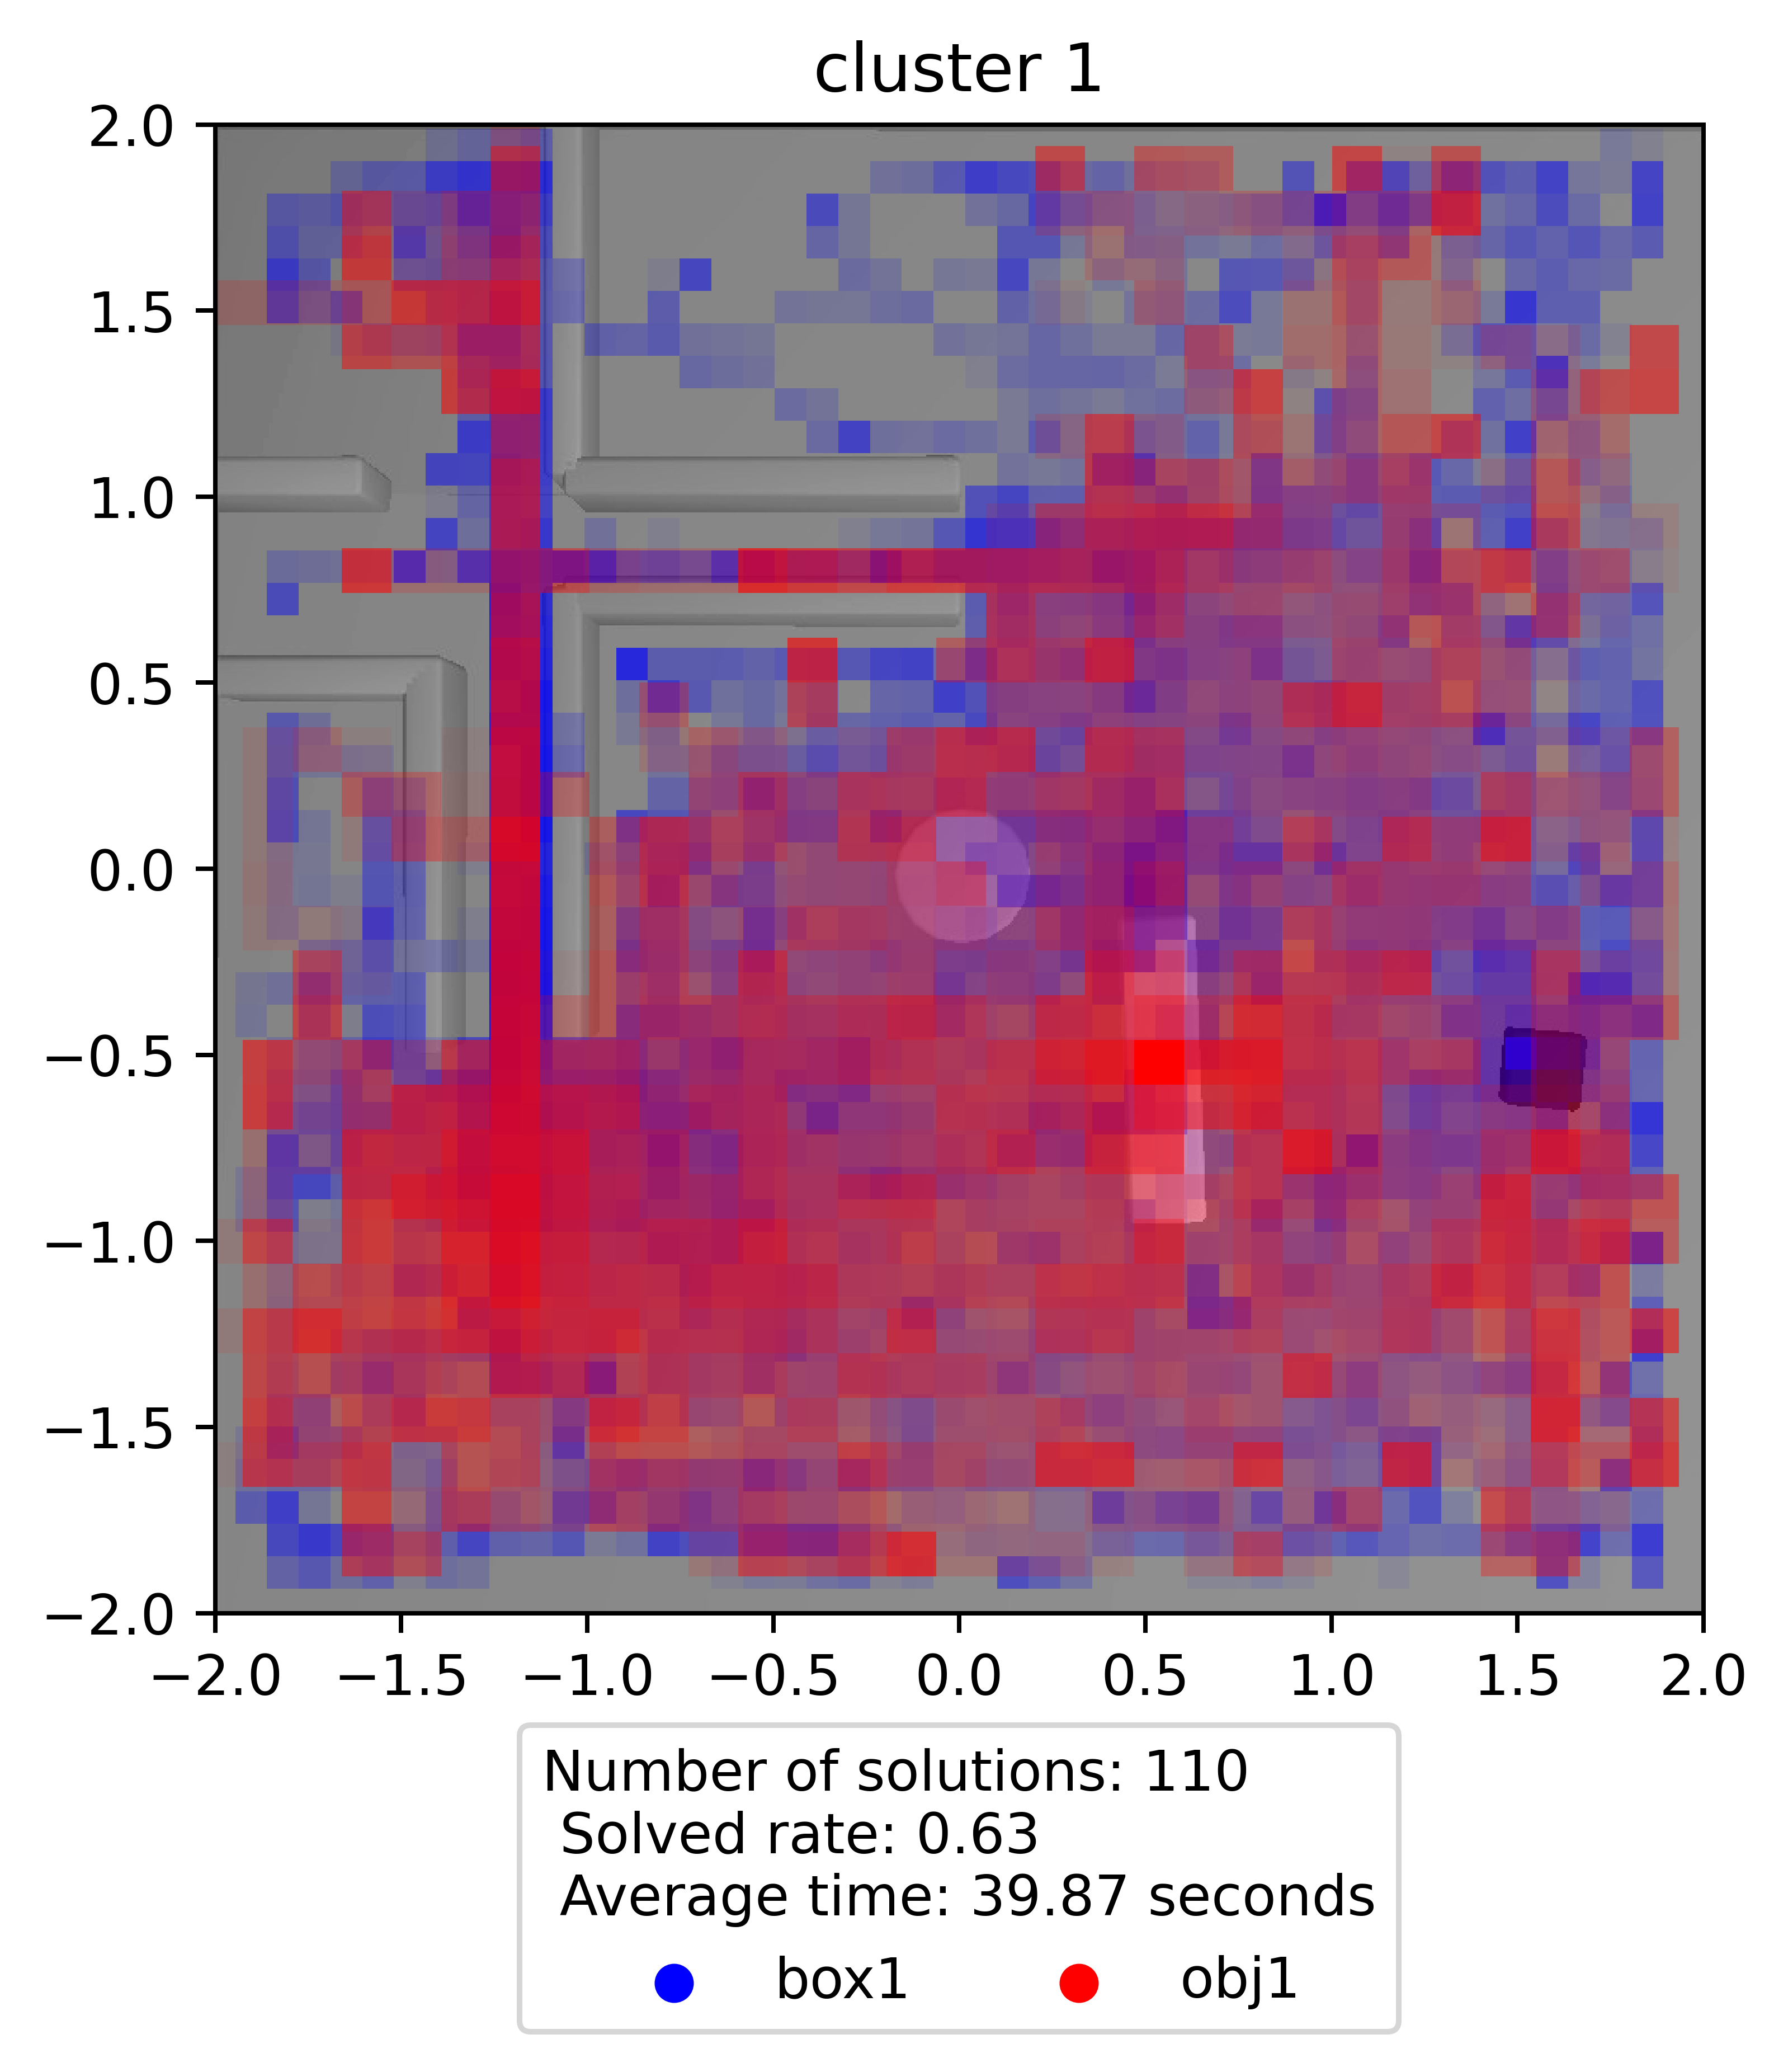 cluster 1
2.0
1.5
1.0
0.5
0.0
−0.5
−1.0
−1.5
−2.0
−2.0 −1.5 −1.0 −0.5 0.0 0.5 1.0 1.5 2.0
Number of solutions: 110
Solved rate: 0.63
Average time: 39.87 seconds
box1 obj1